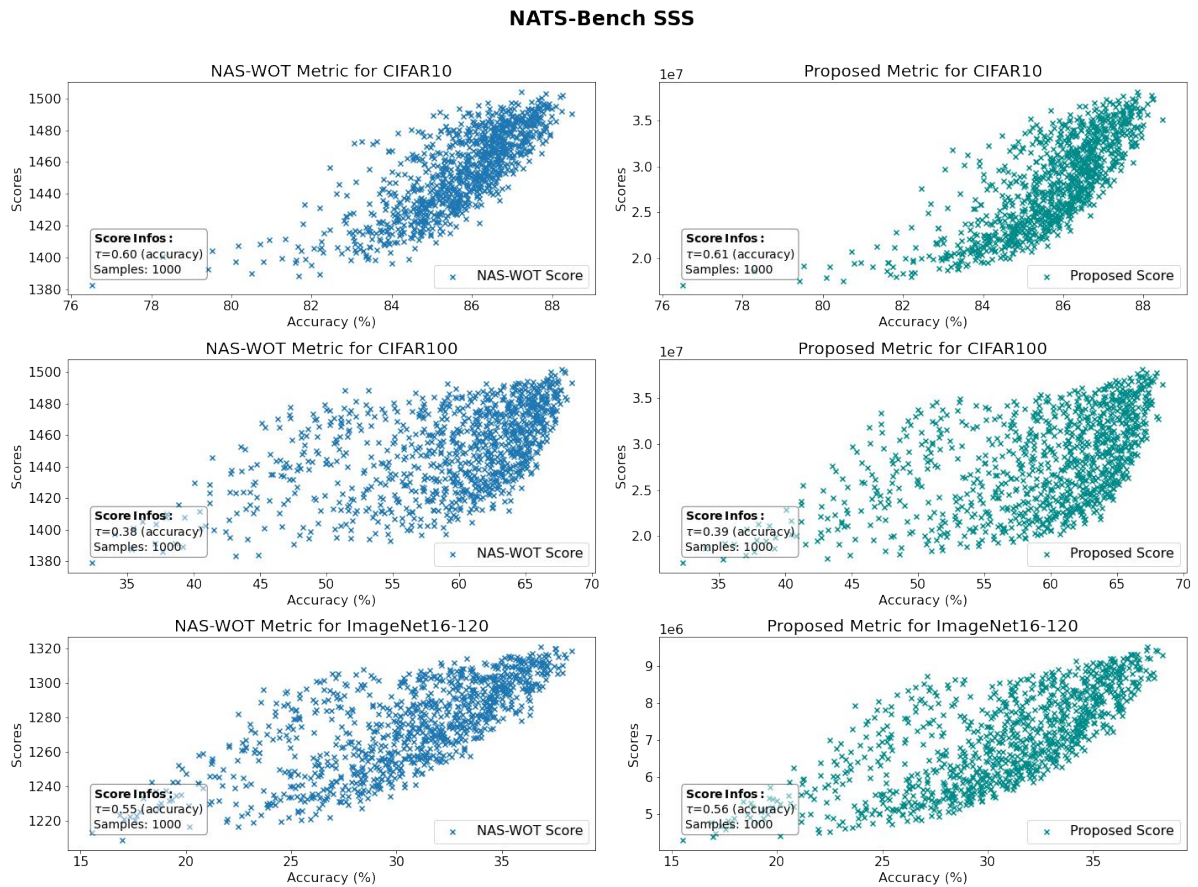 NATS-Bench SSS
NAS-WOT Metric for CIFAR10
1500
1480
1460
1440
1420
1400
1380
Scores
Score Infos:
τ=0.60 (accuracy)
Samples: 1000
NAS-WOT Score
76 78 80 82 84 86 88
Accuracy (%)
Proposed Metric for CIFAR10
1e7
3.5
3.0
2.5
2.0
Scores
Score Infos:
τ=0.61 (accuracy)
Samples: 1000
Proposed Score
76 78 80 82 84 86 88
Accuracy (%)
NAS-WOT Metric for CIFAR100
1500
1480
1460
1440
1420
1400
1380
Scores
Score Infos:
τ=0.38 (accuracy)
Samples: 1000
NAS-WOT Score
35 40 45 50 55 60 65 70
Accuracy (%)
Proposed Metric for CIFAR100
1e7
3.5
3.0
2.5
2.0
Scores
Score Infos:
τ=0.39 (accuracy)
Samples: 1000
Proposed Score
35 40 45 50 55 60 65 70
Accuracy (%)
NAS-WOT Metric for ImageNet16-120
1320
1300
1280
1260
1240
1220
Scores
Score Infos:
τ=0.55 (accuracy)
Samples: 1000
NAS-WOT Score
15 20 25 30 35
Accuracy (%)
Proposed Metric for ImageNet16-120
1e6
9
8
7
6
5
Scores
Score Infos:
τ=0.56 (accuracy)
Samples: 1000
Proposed Score
15 20 25 30 35
Accuracy (%)